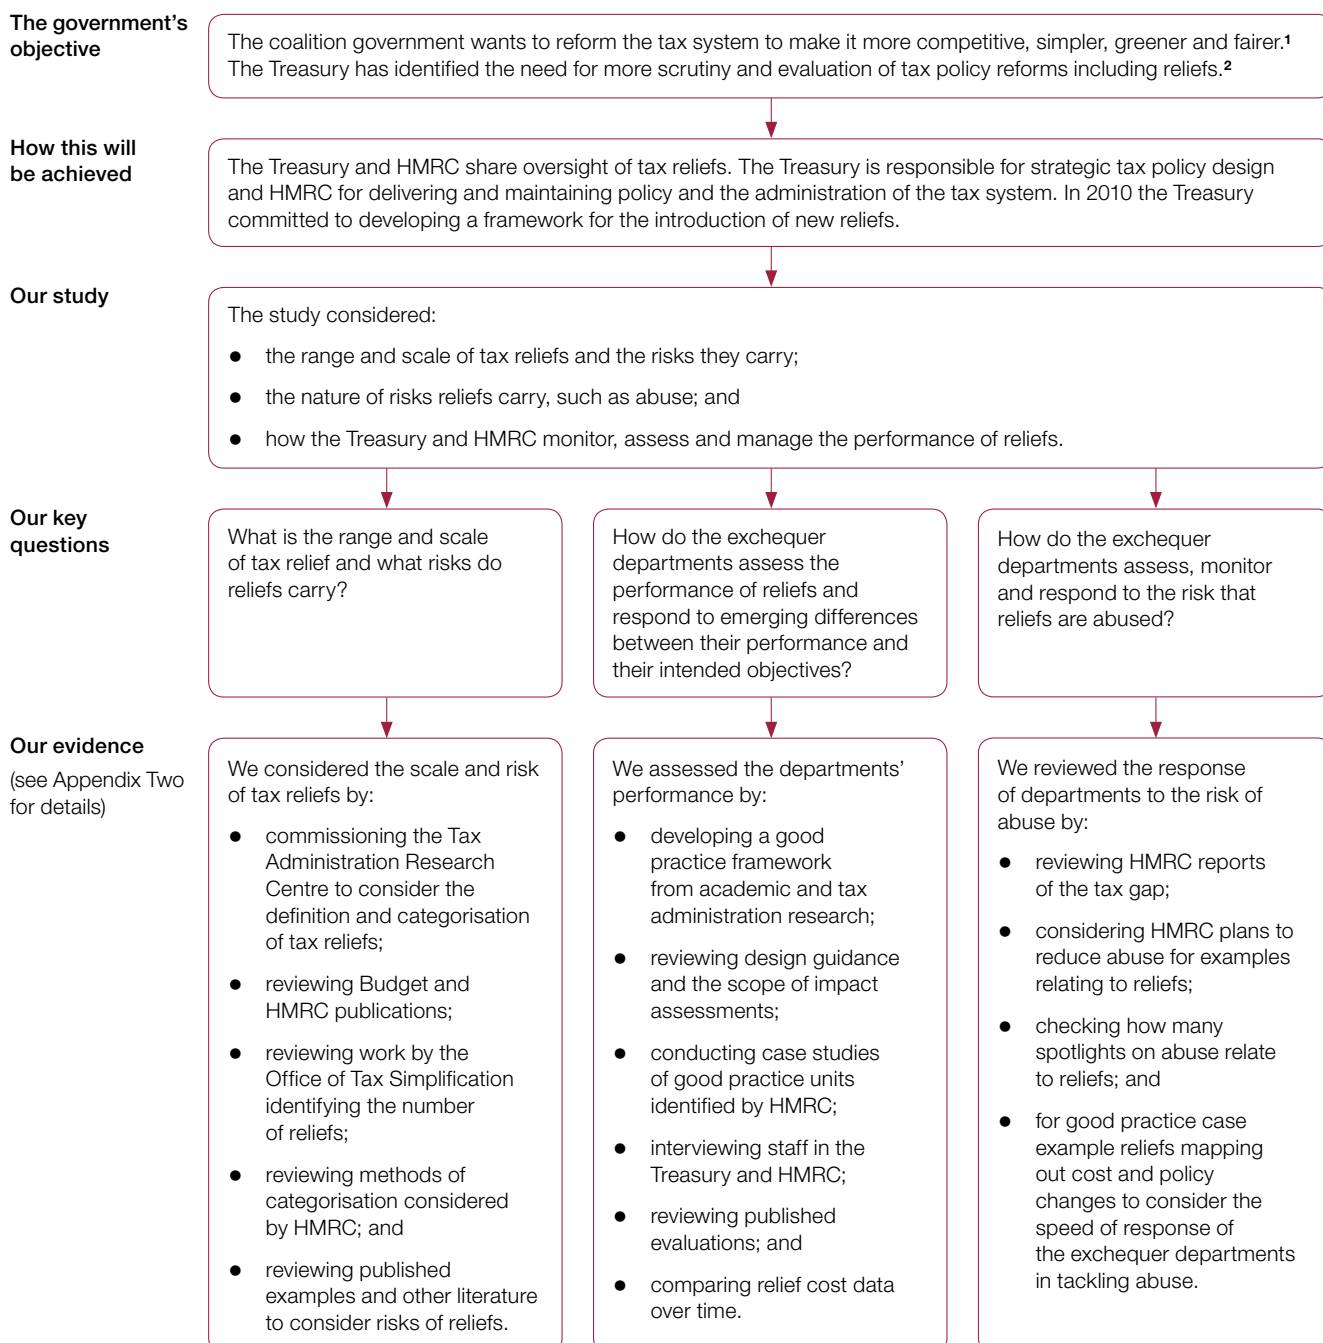 The government's
objective
The coalition government wants to reform the tax system to make it more competitive, simpler, greener and fairer.¹
The Treasury has identified the need for more scrutiny and evaluation of tax policy reforms including reliefs.²
How this will
be achieved
The Treasury and HMRC share oversight of tax reliefs. The Treasury is responsible for strategic tax policy design
and HMRC for delivering and maintaining policy and the administration of the tax system. In 2010 the Treasury
committed to developing a framework for the introduction of new reliefs.
Our study
The study considered:
● the range and scale of tax reliefs and the risks they carry;
● the nature of risks reliefs carry, such as abuse; and
● how the Treasury and HMRC monitor, assess and manage the performance of reliefs.
Our key
questions
What is the range and scale
of tax relief and what risks do
reliefs carry?
How do the exchequer
departments assess the
performance of reliefs and
respond to emerging differences
between their performance and
their intended objectives?
How do the exchequer
departments assess, monitor
and respond to the risk that
reliefs are abused?
Our evidence
(see Appendix Two
for details)
We considered the scale and risk
of tax reliefs by:
● commissioning the Tax
Administration Research
Centre to consider the
definition and categorisation
of tax reliefs;
● reviewing Budget and
HMRC publications;
● reviewing work by the
Office of Tax Simplification
identifying the number
of reliefs;
● reviewing methods of
categorisation considered
by HMRC; and
● reviewing published
examples and other literature
to consider risks of reliefs.
We assessed the departments'
performance by:
● developing a good
practice framework
from academic and tax
administration research;
● reviewing design guidance
and the scope of impact
assessments;
● conducting case studies
of good practice units
identified by HMRC;
● interviewing staff in the
Treasury and HMRC;
● reviewing published
evaluations; and
● comparing relief cost data
over time.
We reviewed the response
of departments to the risk of
abuse by:
● reviewing HMRC reports
of the tax gap;
● considering HMRC plans to
reduce abuse for examples
relating to reliefs;
● checking how many
spotlights on abuse relate
to reliefs; and
● for good practice case
example reliefs mapping
out cost and policy
changes to consider the
speed of response of
the exchequer departments
in tackling abuse.